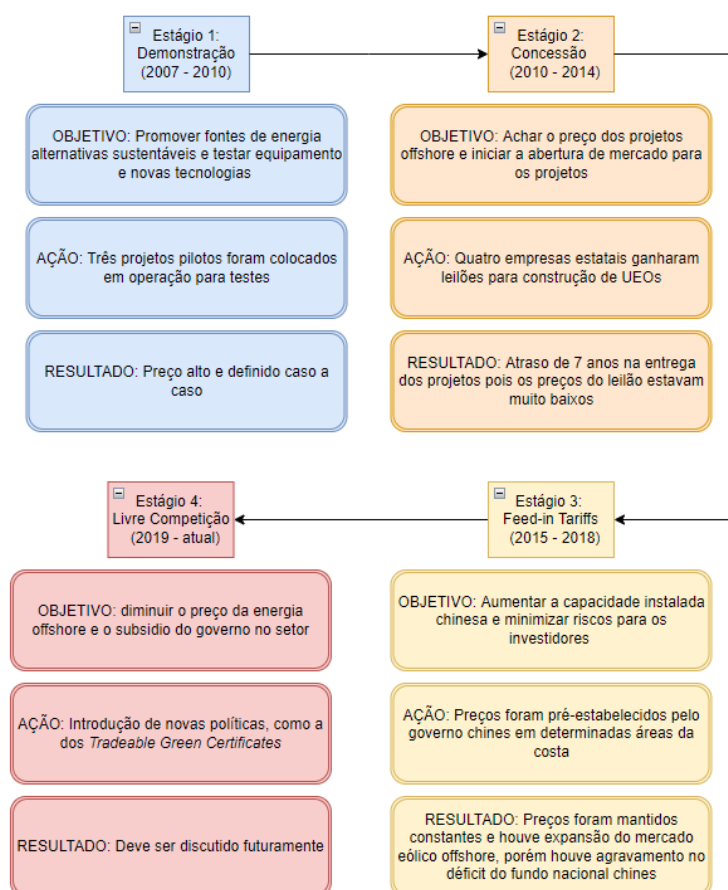 Estágio 1:
Demonstração
(2007 - 2010)
OBJETIVO: Promover fontes de energia
alternativas sustentáveis e testar equipamento
e novas tecnologias
AÇÃO: Três projetos pilotos foram colocados
em operação para testes
RESULTADO: Preço alto e definido caso a
caso
Estágio 2:
Concessão
(2010 - 2014)
OBJETIVO: Achar o preço dos projetos
offshore e iniciar a abertura de mercado para
os projetos
AÇÃO: Quatro empresas estatais ganharam
leilões para construção de UEOs
RESULTADO: Atraso de 7 anos na entrega
dos projetos pois os preços do leilão estavam
muito baixos
Estágio 3:
Feed-in Tariffs
(2015 - 2018)
OBJETIVO: Aumentar a capacidade instalada
chinesa e minimizar riscos para os
investidores
AÇÃO: Preços foram pré-estabelecidos pelo
governo chines em determinadas áreas da
costa
RESULTADO: Preços foram mantidos
constantes e houve expansão do mercado
eólico offshore, porém houve agravamento no
déficit do fundo nacional chines
Estágio 4:
Livre Competição
(2019 - atual)
OBJETIVO: diminuir o preço da energia
offshore e o subsidio do governo no setor
AÇÃO: Introdução de novas políticas, como a
dos Tradeable Green Certificates
RESULTADO: Deve ser discutido futuramente